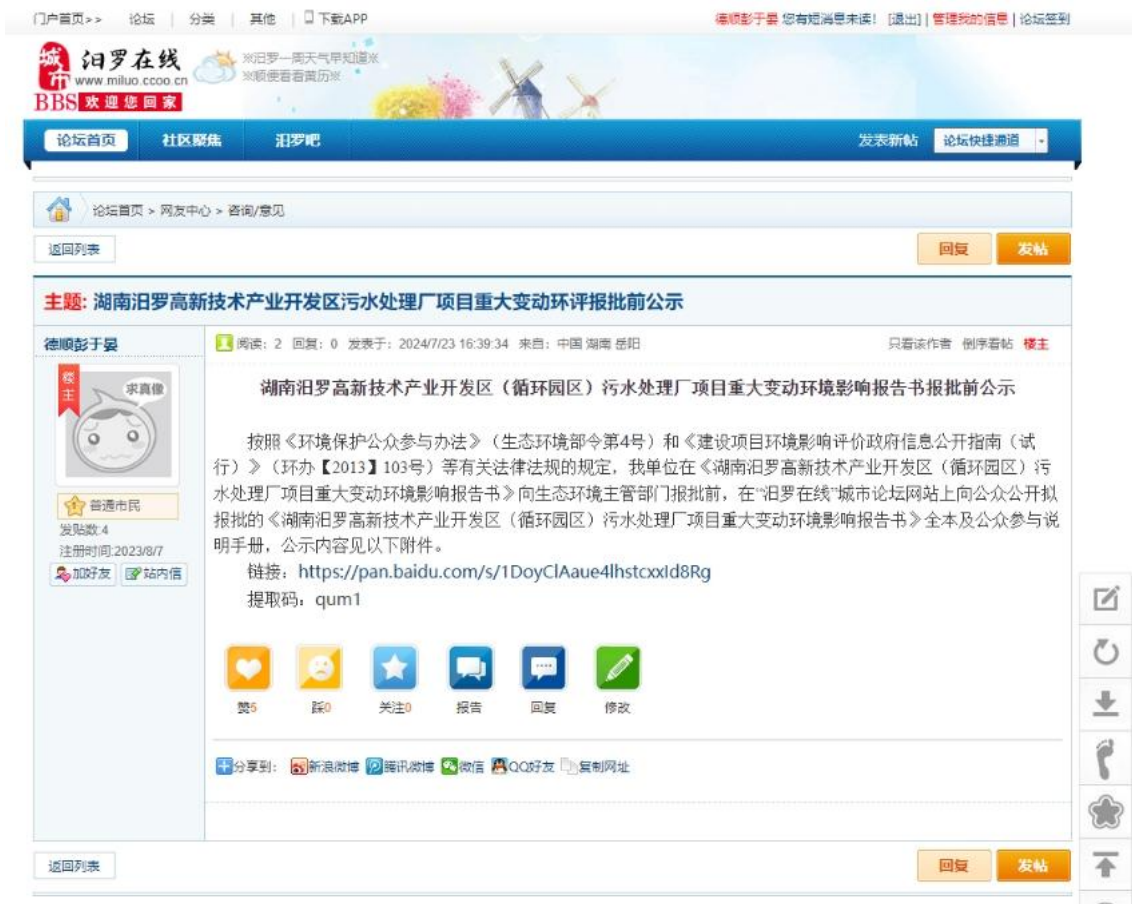 门户首页>> 论坛 | 分类 | 其他 | 下载APP 德顺彭于晏 您有短消息未读! [退出] | 管理我的信息 | 论坛签到
城市 汨罗在线 ※汨罗一周天气早知道※
www.miluo.ccoo.cn ※顺便看看黄历※
BBS 欢迎您回家
论坛首页 社区聚焦 汨罗吧 发表新帖 论坛快捷通道
论坛首页 > 网友中心 > 咨询/意见
返回列表 回复 发帖
主题: 湖南汨罗高新技术产业开发区污水处理厂项目重大变动环评报批前公示
德顺彭于晏 阅读: 2 回复: 0 发表于: 2024/7/23 16:39:34 来自: 中国 湖南 岳阳 只看该作者 倒序看帖 楼主
楼主 求真像
湖南汨罗高新技术产业开发区（循环园区）污水处理厂项目重大变动环境影响报告书报批前公示
按照《环境保护公众参与办法》（生态环境部令第4号）和《建设项目环境影响评价政府信息公开指南（试
行）》（环办【2013】103号）等有关法律法规的规定，我单位在《湖南汨罗高新技术产业开发区（循环园区）污
水处理厂项目重大变动环境影响报告书》向生态环境主管部门报批前，在“汨罗在线”城市论坛网站上向公众公开拟
报批的《湖南汨罗高新技术产业开发区（循环园区）污水处理厂项目重大变动环境影响报告书》全本及公众参与说
明手册，公示内容见以下附件。
链接：https://pan.baidu.com/s/1DoyClAaue4lhstcxxld8Rg
提取码：qum1
普通市民
发贴数:4
注册时间:2023/8/7
加好友 站内信
赞5 踩0 关注0 报告 回复 修改
分享到: 新浪微博 腾讯微博 微信 QQ好友 复制网址
返回列表 回复 发帖